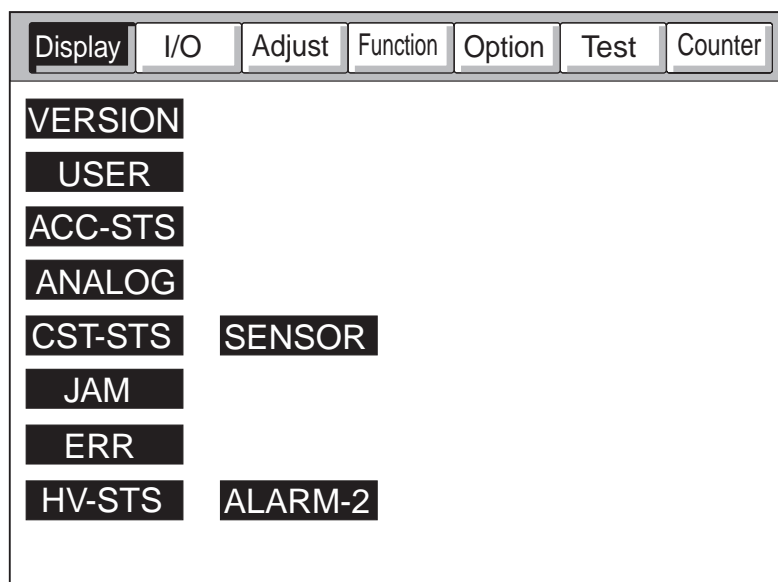 Display I/O Adjust Function Option Test Counter
VERSION
USER
ACC-STS
ANALOG
CST-STS SENSOR
JAM
ERR
HV-STS ALARM-2